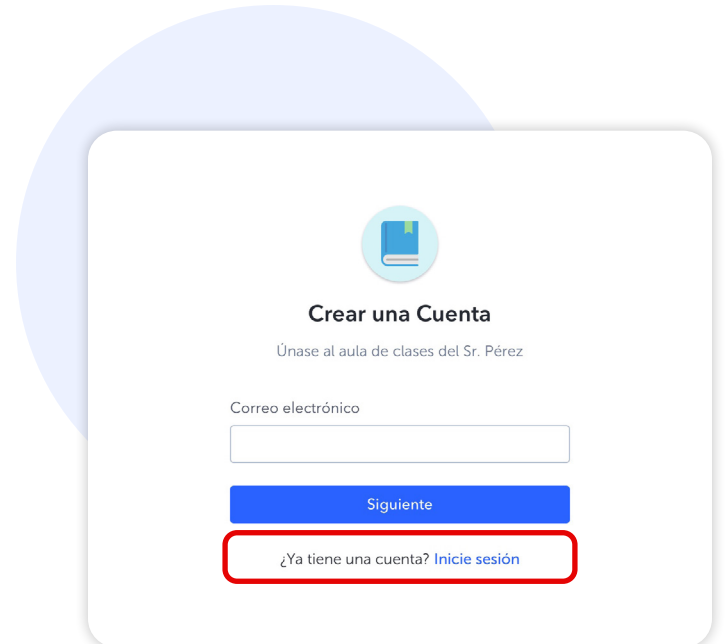 Crear una Cuenta
Únase al aula de clases del Sr. Pérez
Correo electrónico
Siguiente
¿Ya tiene una cuenta? Inicie sesión